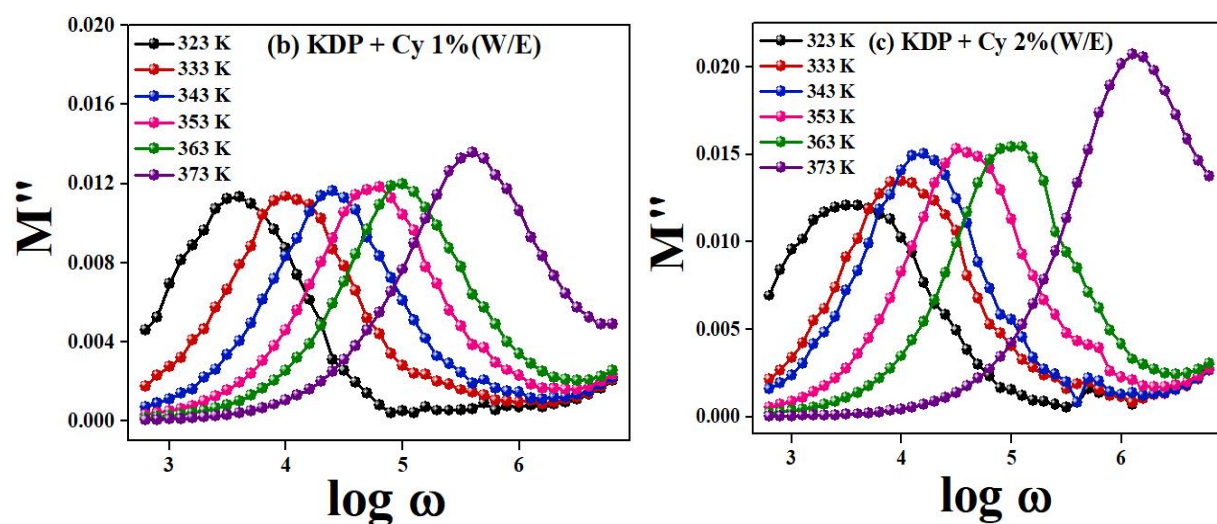 (b) KDP + Cy 1%(W/E)
323 K
333 K
343 K
353 K
363 K
373 K
0.020
0.016
0.012
0.008
0.004
0.000
M"
3 4 5 6
log ω
(c) KDP + Cy 2%(W/E)
323 K
333 K
343 K
353 K
363 K
373 K
0.020
0.015
0.010
0.005
0.000
M"
3 4 5 6
log ω